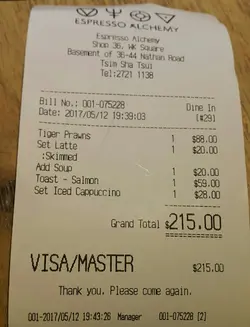 ESPRESSO ALCHEMY
Espresso Alchemy
Shop 36, WK Square
Basement of 36-44 Nathan Road
Tsim Sha Tsui
Tel:2721 1138
Bill No.: 001-075228 Dine In
Date: 2017/05/12 19:39:03 (#29)
Tiger Prawns 1 $88.00
Set Latte 1 $20.00
:Skimmed
Add Soup 1 $20.00
Toast - Salmon 1 $59.00
Set Iced Cappuccino 1 $28.00
Grand Total $215.00
VISA/MASTER $215.00
Thank you. Please come again.
001-2017/05/12 19:43:26 Manager 001-075228 [2]